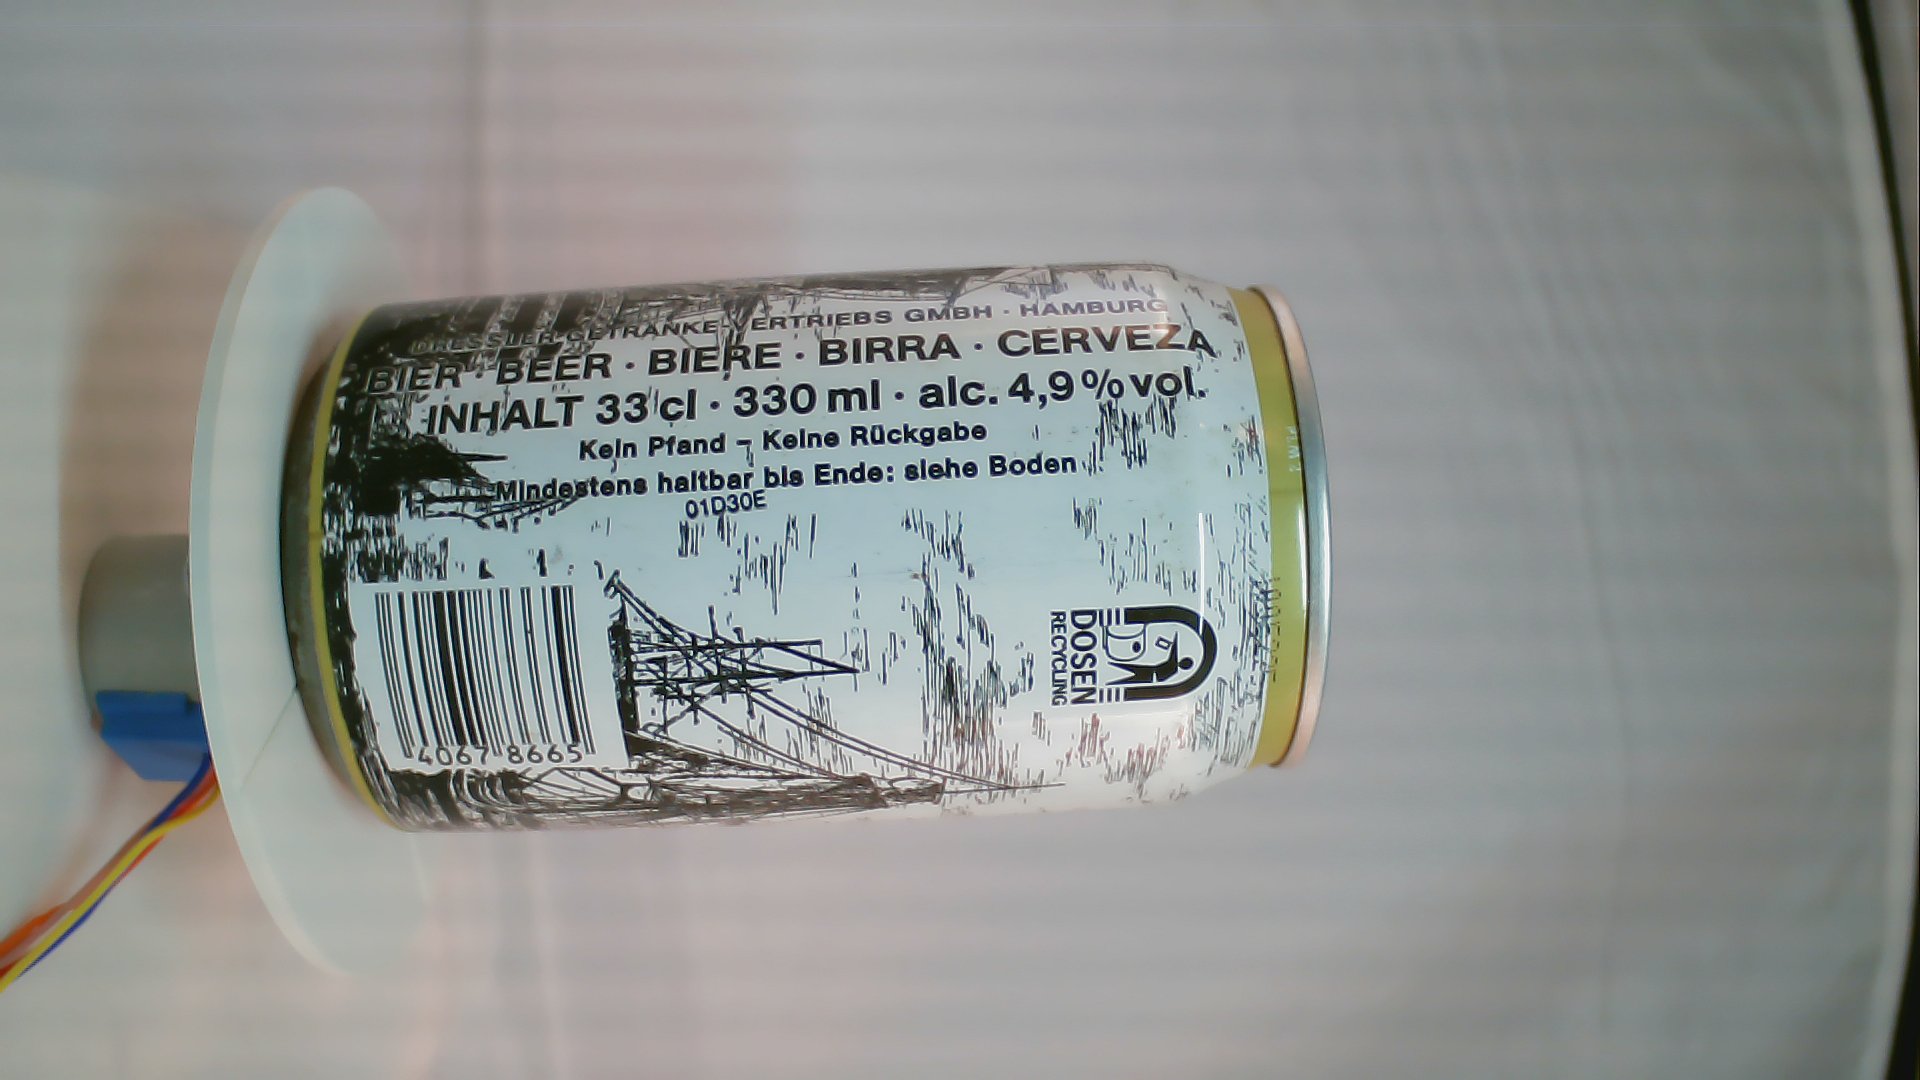 DRESSLER GETRÄNKE-VERTRIEBS GMBH · HAMBURG
BIER · BEER · BIERE · BIRRA · CERVEZA
INHALT 33 cl · 330 ml · alc. 4,9 % vol.
Kein Pfand – Keine Rückgabe
Mindestens haltbar bis Ende: siehe Boden
01D30E
4067 8665
DOSEN
RECYCLING